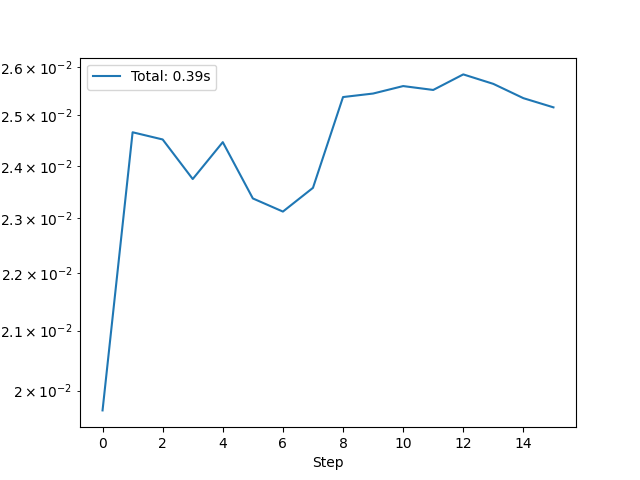 Total: 0.39s
2.6 × 10⁻²
2.5 × 10⁻²
2.4 × 10⁻²
2.3 × 10⁻²
2.2 × 10⁻²
2.1 × 10⁻²
2 × 10⁻²
0 2 4 6 8 10 12 14
Step